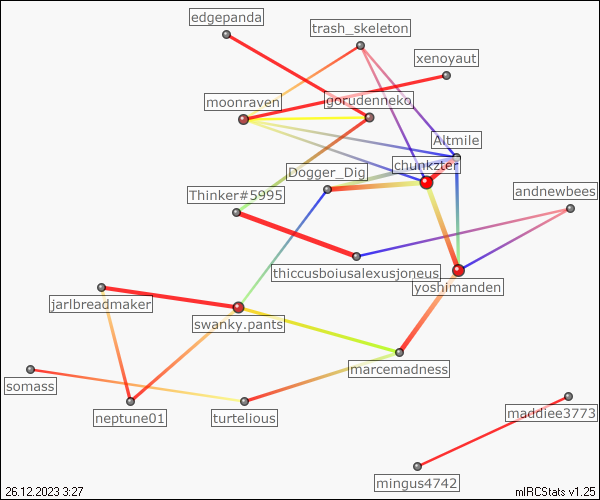 edgepanda
trash_skeleton
xenoyaut
moonraven
gorudenneko
Altmile
chunkzter
Dogger_Dig
andnewbees
Thinker#5995
thiccusboiusalexusjoneus
yoshimanden
jarlbreadmaker
swanky.pants
marcemadness
somass
neptune01
turtelious
maddiee3773
mingus4742
26.12.2023 3:27
mIRCStats v1.25